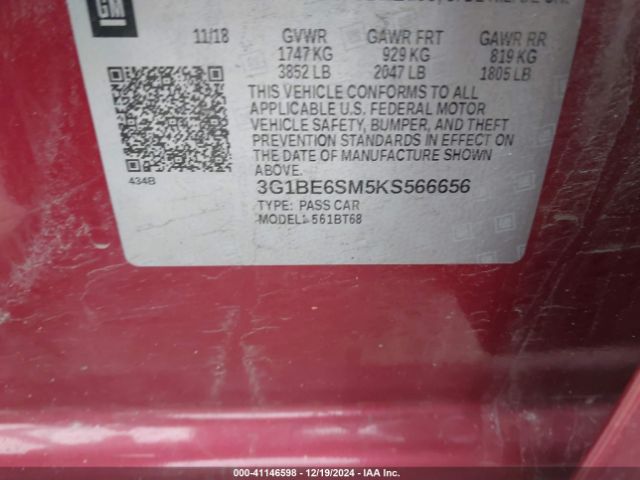 GM
11/18 GVWR GAWR FRT GAWR RR
1747 KG 929 KG 819 KG
3852 LB 2047 LB 1805 LB
THIS VEHICLE CONFORMS TO ALL
APPLICABLE U.S. FEDERAL MOTOR
VEHICLE SAFETY, BUMPER, AND THEFT
PREVENTION STANDARDS IN EFFECT ON
THE DATE OF MANUFACTURE SHOWN
ABOVE.
434B
3G1BE6SM5KS566656
TYPE: PASS CAR
MODEL: 561BT68
000-41146598 - 12/19/2024 - IAA Inc.